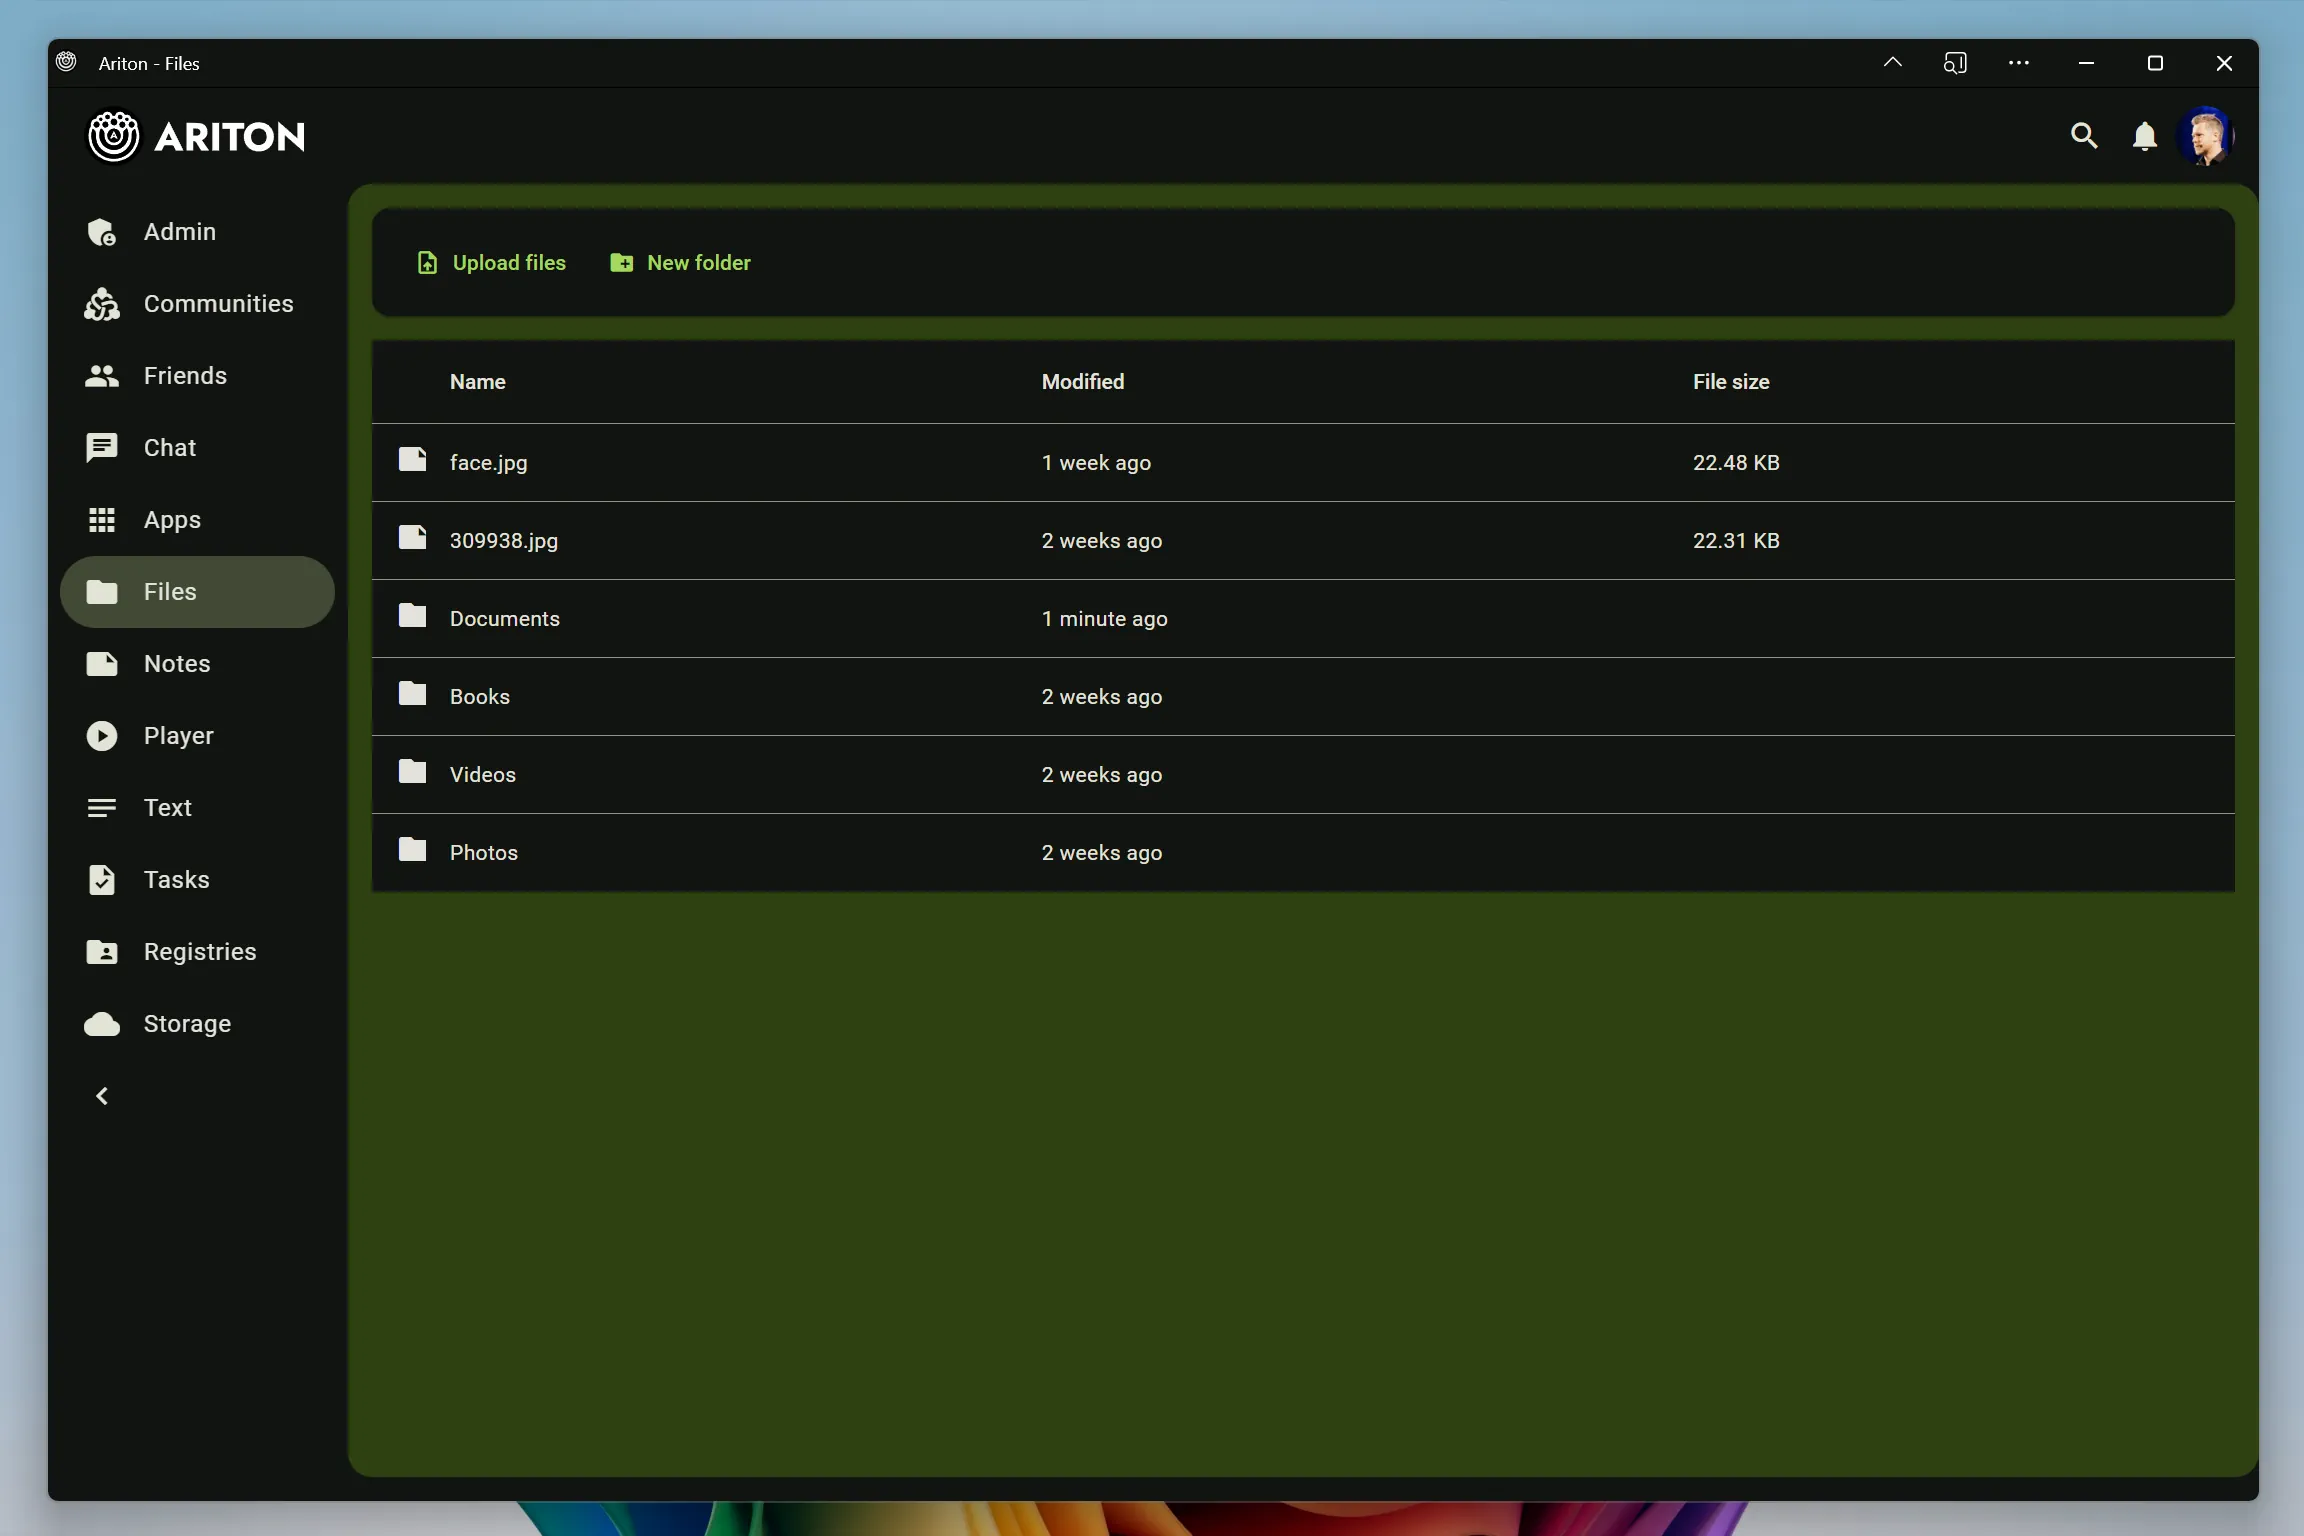 Ariton - Files
ARITON
Admin
Communities
Friends
Chat
Apps
Files
Notes
Player
Text
Tasks
Registries
Storage
Upload files New folder
Name Modified File size
face.jpg 1 week ago 22.48 KB
309938.jpg 2 weeks ago 22.31 KB
Documents 1 minute ago
Books 2 weeks ago
Videos 2 weeks ago
Photos 2 weeks ago